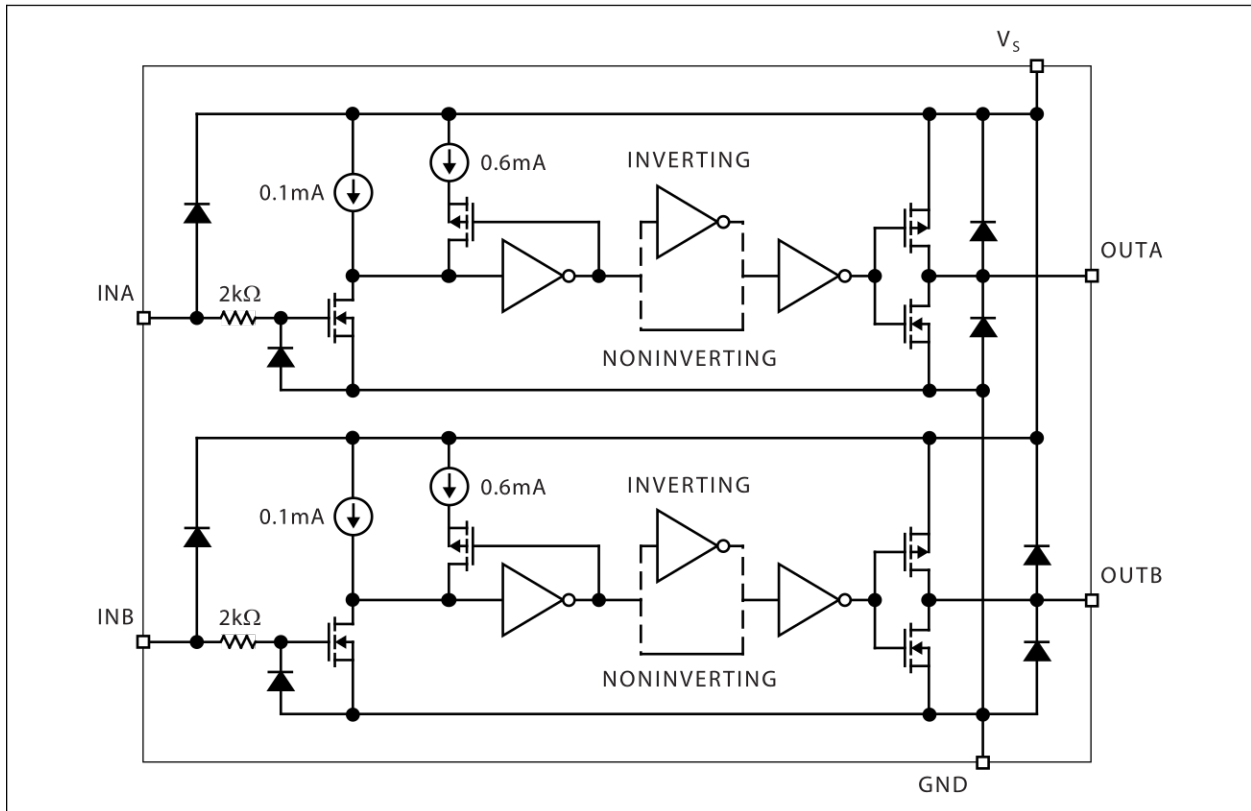 V_S
0.6mA
INVERTING
0.1mA
OUTA
INA
2kΩ
NONINVERTING
0.6mA
INVERTING
0.1mA
OUTB
INB
2kΩ
NONINVERTING
GND